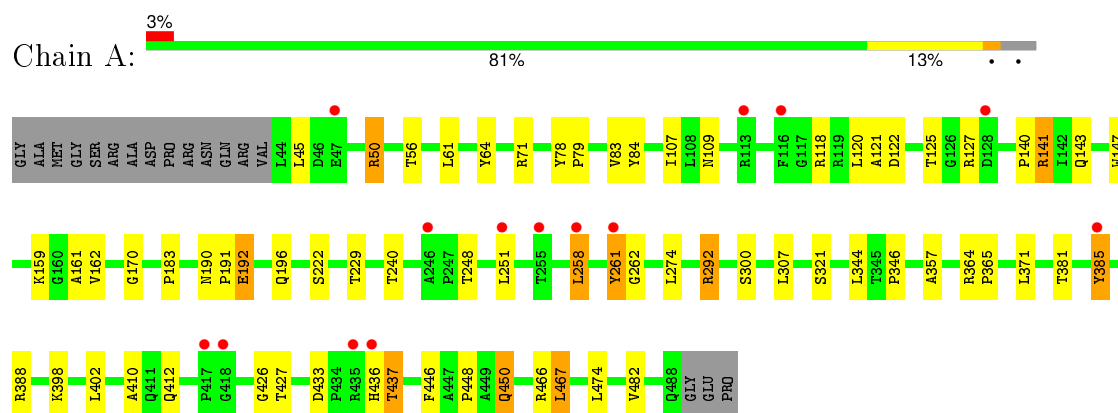 3%
Chain A:
81% 13% • •
GLY ALA MET GLY SER ARG ALA ASP PRO ARG ASN GLN ARG VAL L44 L45 D46 E47 R50 T56 L61 Y64 R71 Y78 P79 V83 Y84 I107 L108 N109 R113 F116 G117 R118 R119 L120 A121 D122 T125 G126 R127 D128 P140 R141 I142 Q143 W147
K159 G160 A161 V162 G170 P183 N190 P191 E192 Q196 S222 T229 T240 A246 P247 T248 L251 T255 L258 Y261 G262 L274 R292 S300 L307 S321 L344 T345 P346 A357 R364 P365 L371 T381 Y385
R388 K398 L402 A410 Q411 Q412 P417 G418 G426 T427 D433 P434 R435 H436 T437 F446 A447 P448 A449 Q450 R466 L467 L474 V482 Q488 GLY GLU PRO